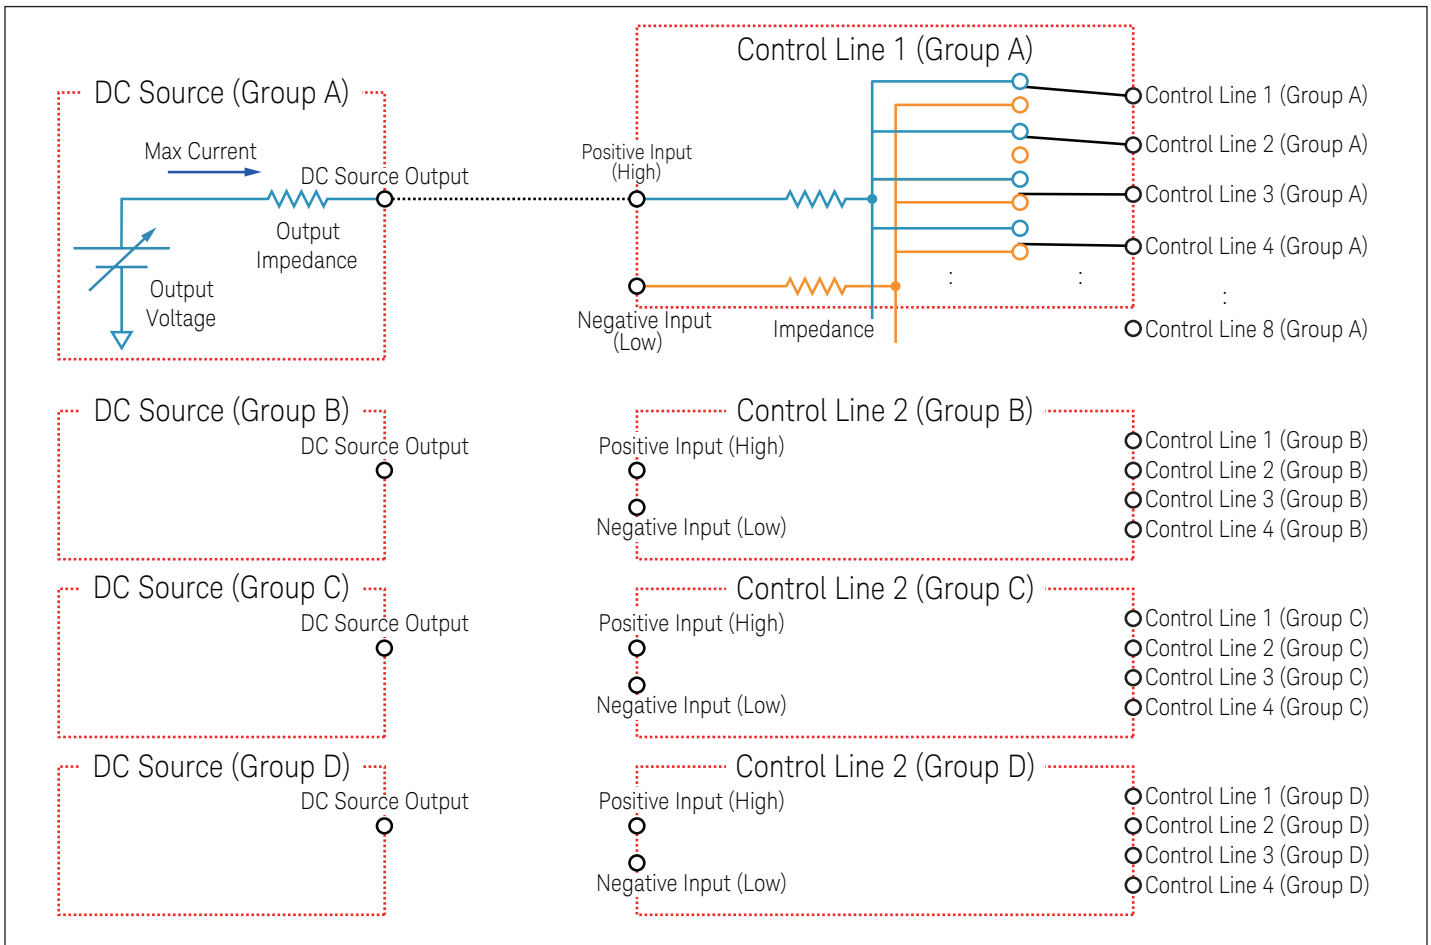 Control Line 1 (Group A)
DC Source (Group A)
Max Current
DC Source Output
Output
Impedance
Output
Voltage
Positive Input
(High)
Negative Input
(Low)
Impedance
Control Line 1 (Group A)
Control Line 2 (Group A)
Control Line 3 (Group A)
Control Line 4 (Group A)
:
:
:
Control Line 8 (Group A)
DC Source (Group B)
DC Source Output
Control Line 2 (Group B)
Positive Input (High)
Negative Input (Low)
Control Line 1 (Group B)
Control Line 2 (Group B)
Control Line 3 (Group B)
Control Line 4 (Group B)
DC Source (Group C)
DC Source Output
Control Line 2 (Group C)
Positive Input (High)
Negative Input (Low)
Control Line 1 (Group C)
Control Line 2 (Group C)
Control Line 3 (Group C)
Control Line 4 (Group C)
DC Source (Group D)
DC Source Output
Control Line 2 (Group D)
Positive Input (High)
Negative Input (Low)
Control Line 1 (Group D)
Control Line 2 (Group D)
Control Line 3 (Group D)
Control Line 4 (Group D)